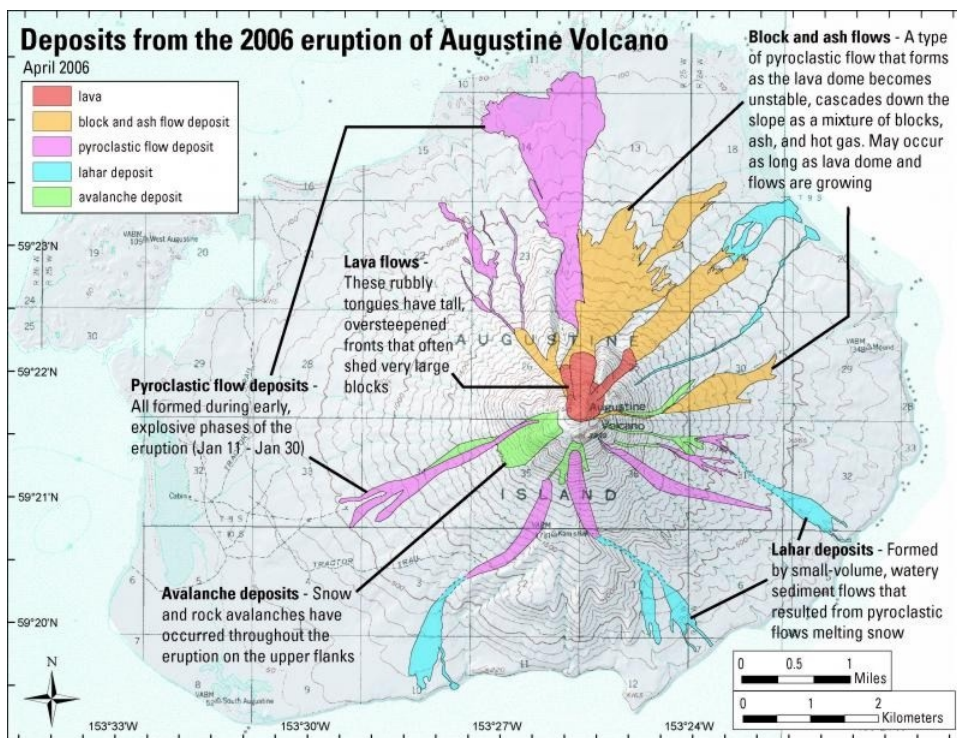 Deposits from the 2006 eruption of Augustine Volcano
April 2006
lava
block and ash flow deposit
pyroclastic flow deposit
lahar deposit
avalanche deposit
Block and ash flows - A type
of pyroclastic flow that forms
as the lava dome becomes
unstable, cascades down the
slope as a mixture of blocks,
ash, and hot gas. May occur
as long as lava dome and
flows are growing
Lava flows -
These rubbly
tongues have tall,
oversteepened
fronts that often
shed very large
blocks
Pyroclastic flow deposits -
All formed during early,
explosive phases of the
eruption (Jan 11 - Jan 30)
Avalanche deposits - Snow
and rock avalanches have
occurred throughout the
eruption on the upper flanks
Lahar deposits - Formed
by small-volume, watery
sediment flows that
resulted from pyroclastic
flows melting snow
AUGUSTINE
ISLAND
Augustine
Volcano
West Augustine
South Augustine
Mound
Cabin
TRACTOR TRAIL
59°23'N
59°22'N
59°21'N
59°20'N
153°33'W
153°30'W
153°27'W
153°24'W
N
0 0.5 1
Miles
0 1 2
Kilometers